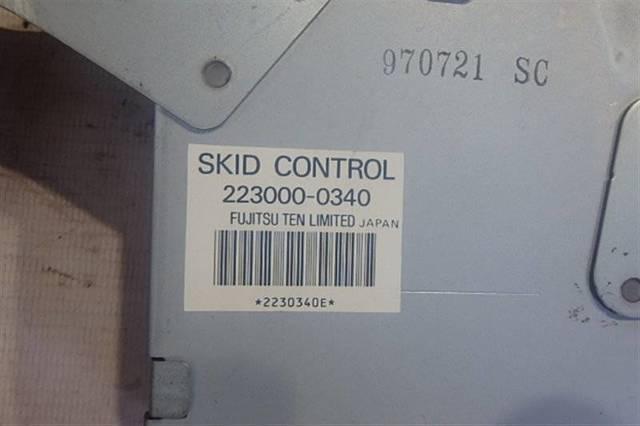 970721 SC
SKID CONTROL
223000-0340
FUJITSU TEN LIMITED JAPAN
*2230340E*